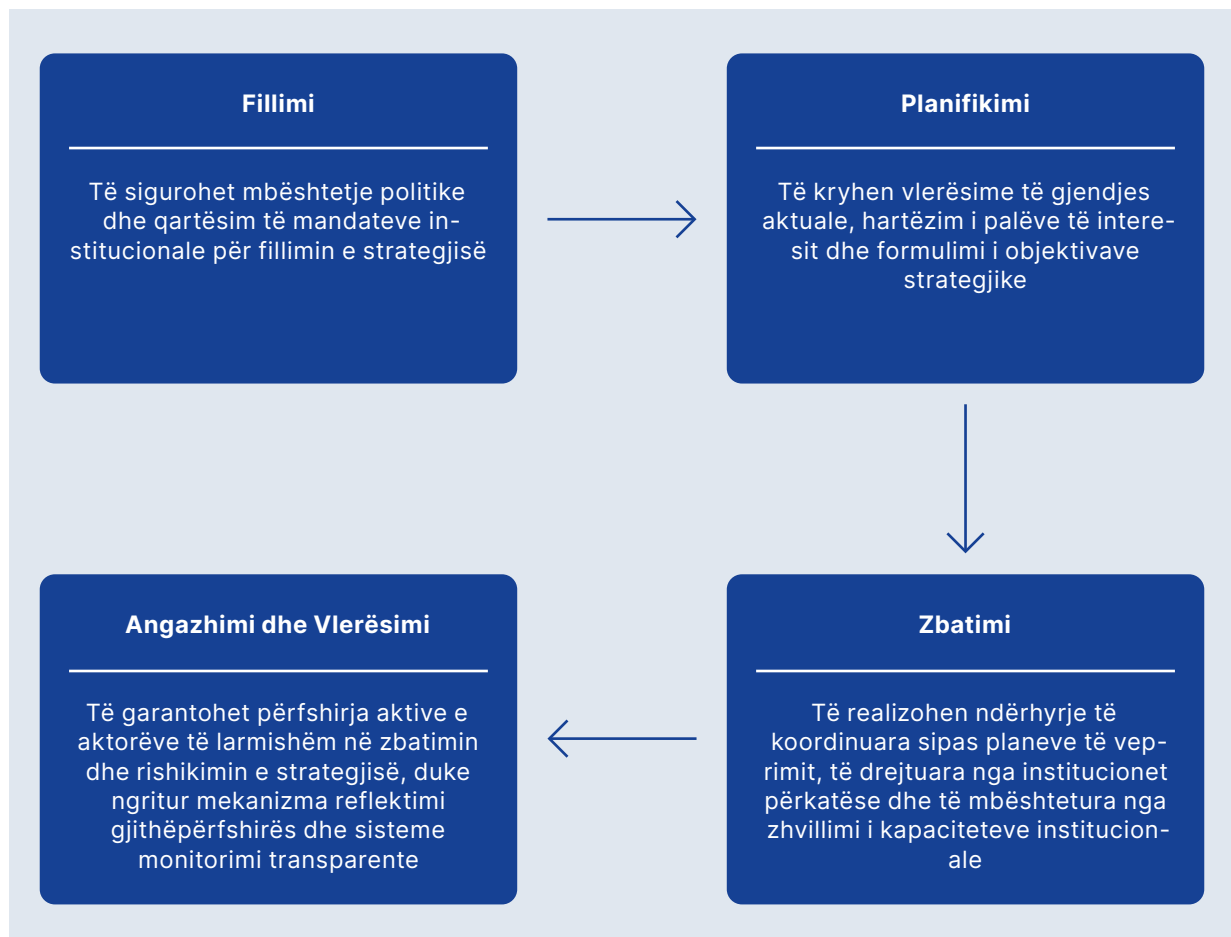 Fillimi
Të sigurohet mbështetje politike
dhe qartësim të mandateve in-
stitucionale për fillimin e strategjisë
Planifikimi
Të kryhen vlerësime të gjendjes
aktuale, hartëzim i palëve të intere-
sit dhe formulimi i objektivave
strategjike
Angazhimi dhe Vlerësimi
Të garantohet përfshirja aktive e
aktorëve të larmishëm në zbatimin
dhe rishikimin e strategjisë, duke
ngritur mekanizma reflektimi
gjithëpërfshirës dhe sisteme
monitorimi transparente
Zbatimi
Të realizohen ndërhyrje të
koordinuara sipas planeve të vep-
rimit, të drejtuara nga institucionet
përkatëse dhe të mbështetura nga
zhvillimi i kapaciteteve institucion-
ale